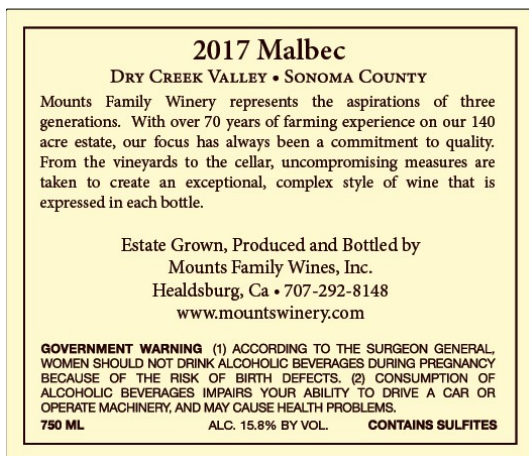 2017 Malbec
Dry Creek Valley • Sonoma County
Mounts Family Winery represents the aspirations of three
generations. With over 70 years of farming experience on our 140
acre estate, our focus has always been a commitment to quality.
From the vineyards to the cellar, uncompromising measures are
taken to create an exceptional, complex style of wine that is
expressed in each bottle.
Estate Grown, Produced and Bottled by
Mounts Family Wines, Inc.
Healdsburg, Ca • 707-292-8148
www.mountswinery.com
GOVERNMENT WARNING (1) ACCORDING TO THE SURGEON GENERAL,
WOMEN SHOULD NOT DRINK ALCOHOLIC BEVERAGES DURING PREGNANCY
BECAUSE OF THE RISK OF BIRTH DEFECTS. (2) CONSUMPTION OF
ALCOHOLIC BEVERAGES IMPAIRS YOUR ABILITY TO DRIVE A CAR OR
OPERATE MACHINERY, AND MAY CAUSE HEALTH PROBLEMS.
750 ML ALC. 15.8% BY VOL. CONTAINS SULFITES